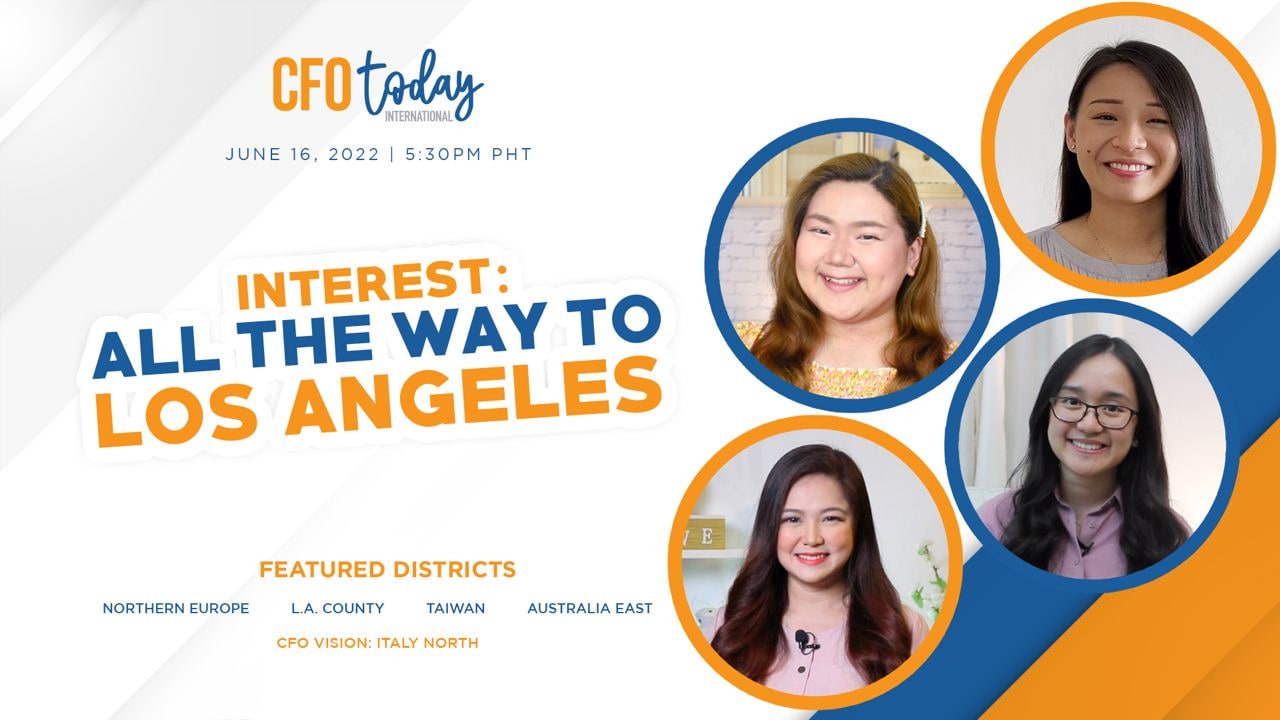 CFO today
INTERNATIONAL
JUNE 16, 2022 | 5:30PM PHT
INTEREST:
ALL THE WAY TO
LOS ANGELES
FEATURED DISTRICTS
NORTHERN EUROPE L.A. COUNTY TAIWAN AUSTRALIA EAST
CFO VISION: ITALY NORTH